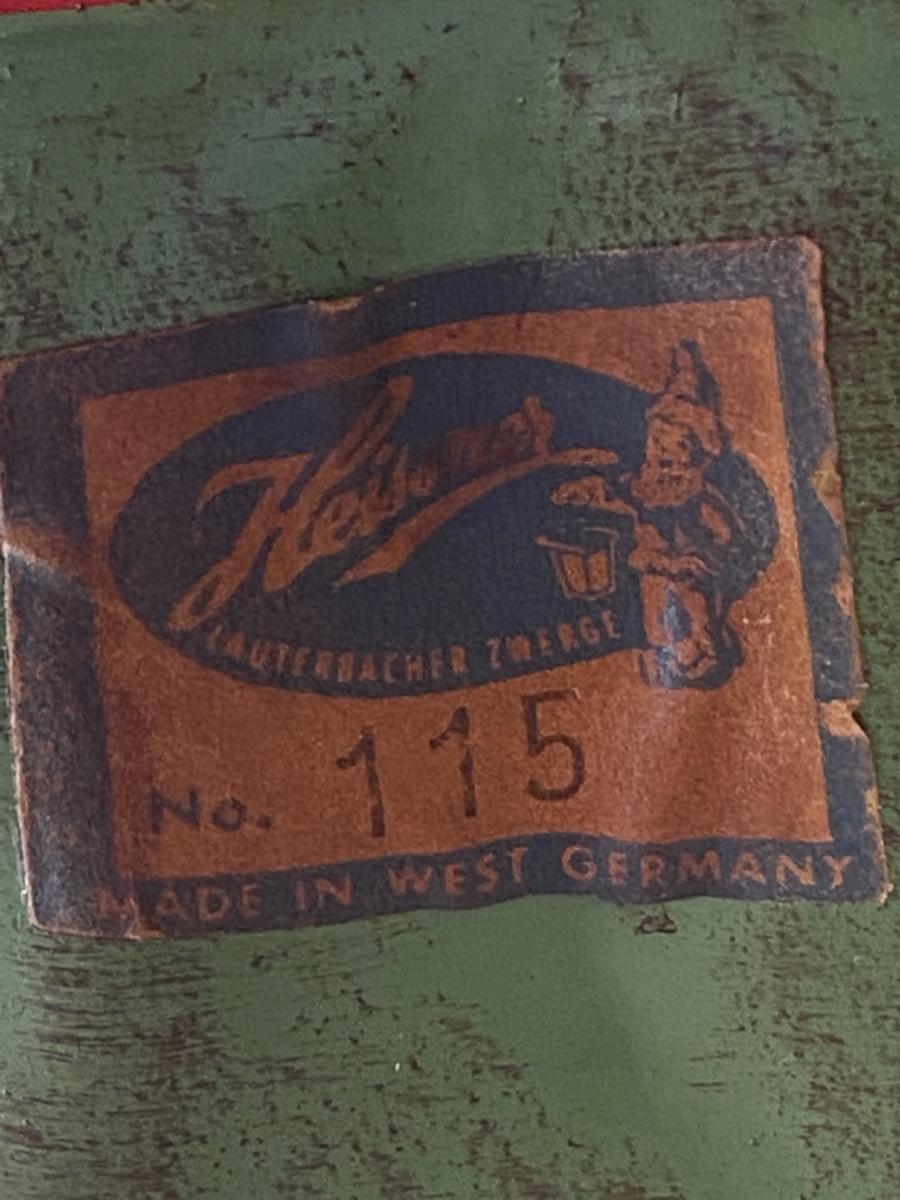 Heissner
LAUTERBACHER ZWERGE
No. 115
MADE IN WEST GERMANY